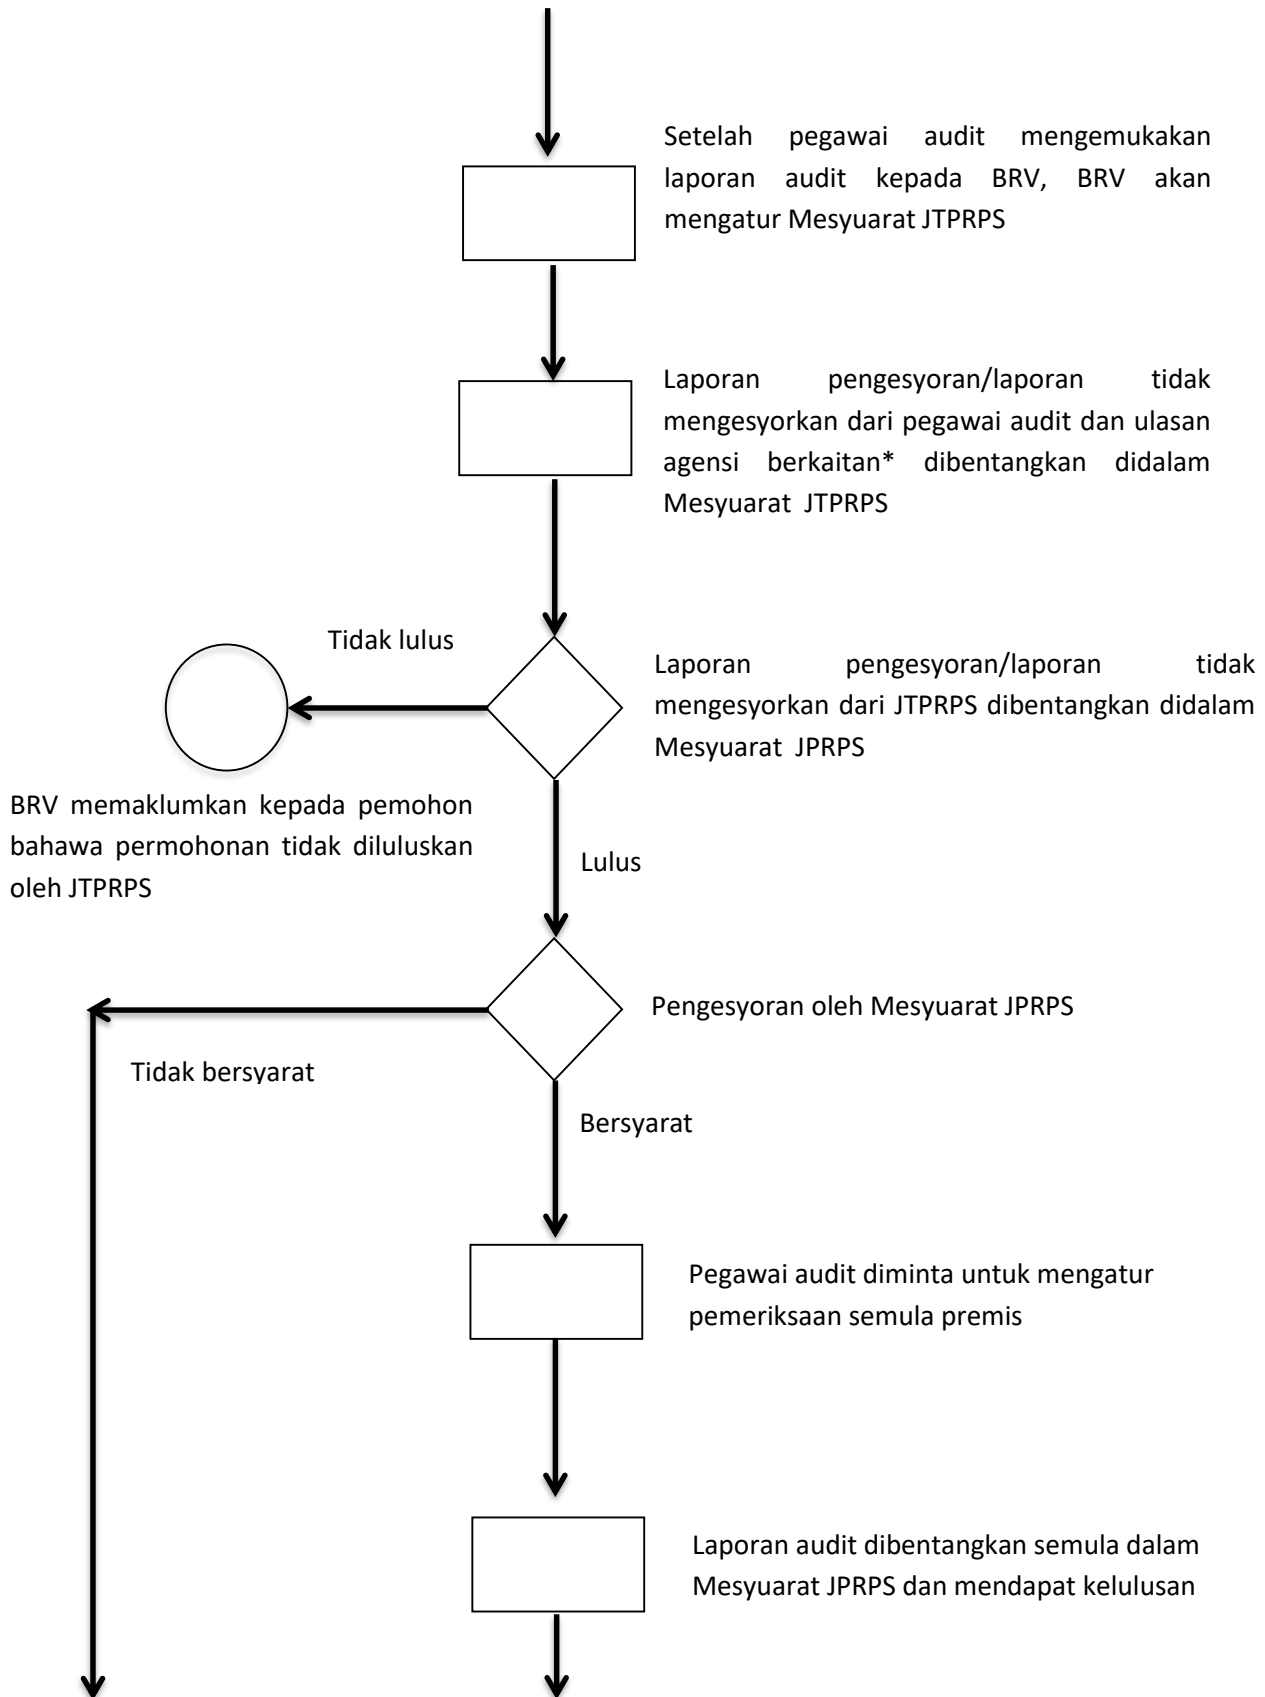 Setelah pegawai audit mengemukakan
laporan audit kepada BRV, BRV akan
mengatur Mesyuarat JTPRPS
Laporan pengesyoran/laporan tidak
mengesyorkan dari pegawai audit dan ulasan
agensi berkaitan* dibentangkan didalam
Mesyuarat JTPRPS
Tidak lulus
Laporan pengesyoran/laporan tidak
mengesyorkan dari JTPRPS dibentangkan didalam
Mesyuarat JPRPS
BRV memaklumkan kepada pemohon
bahawa permohonan tidak diluluskan
oleh JTPRPS
Lulus
Pengesyoran oleh Mesyuarat JPRPS
Tidak bersyarat
Bersyarat
Pegawai audit diminta untuk mengatur
pemeriksaan semula premis
Laporan audit dibentangkan semula dalam
Mesyuarat JPRPS dan mendapat kelulusan